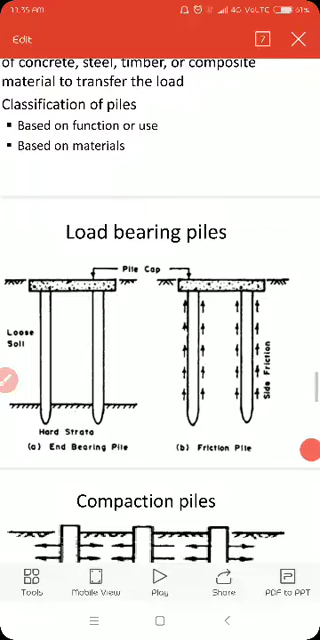 11:35 AM
4G VoLTE 61%
Edit
7
of concrete, steel, timber, or composite
material to transfer the load
Classification of piles
▪ Based on function or use
▪ Based on materials
Load bearing piles
Pile Cap
Loose
Soil
Side Friction
Hard Strata
(a) End Bearing Pile
(b) Friction Pile
Compaction piles
Tools
Mobile View
Play
Share
PDF to PPT